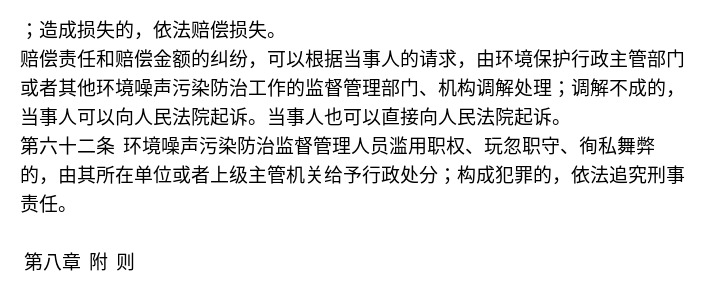 ；造成损失的，依法赔偿损失。
赔偿责任和赔偿金额的纠纷，可以根据当事人的请求，由环境保护行政主管部门
或者其他环境噪声污染防治工作的监督管理部门、机构调解处理；调解不成的，
当事人可以向人民法院起诉。当事人也可以直接向人民法院起诉。
第六十二条 环境噪声污染防治监督管理人员滥用职权、玩忽职守、徇私舞弊
的，由其所在单位或者上级主管机关给予行政处分；构成犯罪的，依法追究刑事
责任。
第八章 附 则